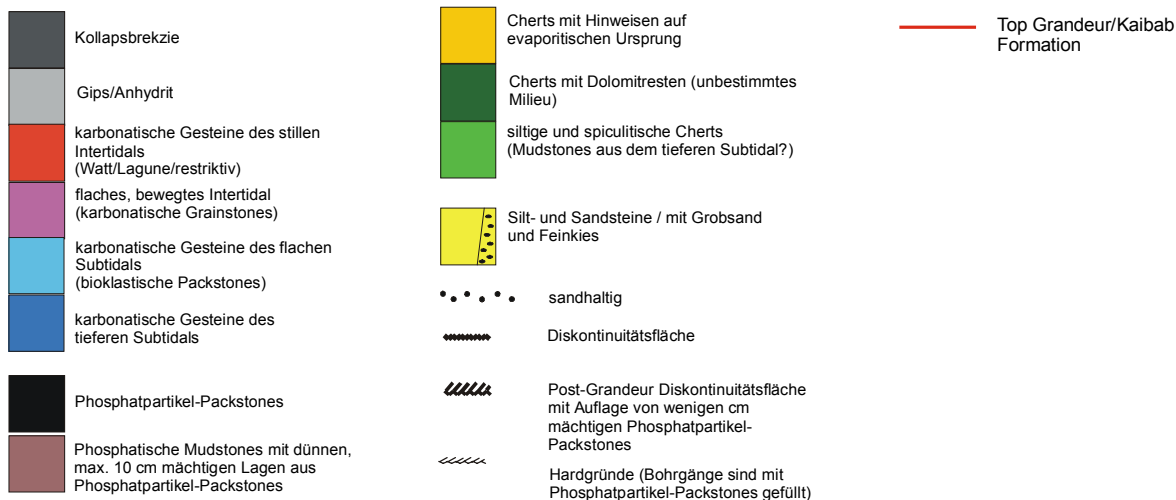 Kollapsbrekzie
Gips/Anhydrit
karbonatische Gesteine des stillen
Intertidals
(Watt/Lagune/restriktiv)
flaches, bewegtes Intertidal
(karbonatische Grainstones)
karbonatische Gesteine des flachen
Subtidals
(bioklastische Packstones)
karbonatische Gesteine des
tieferen Subtidals
Phosphatpartikel-Packstones
Phosphatische Mudstones mit dünnen,
max. 10 cm mächtigen Lagen aus
Phosphatpartikel-Packstones
Cherts mit Hinweisen auf
evaporitischen Ursprung
Cherts mit Dolomitresten (unbestimmtes
Milieu)
siltige und spiculitische Cherts
(Mudstones aus dem tieferen Subtidal?)
Silt- und Sandsteine / mit Grobsand
und Feinkies
sandhaltig
Diskontinuitätsfläche
Post-Grandeur Diskontinuitätsfläche
mit Auflage von wenigen cm
mächtigen Phosphatpartikel-
Packstones
Hardgründe (Bohrgänge sind mit
Phosphatpartikel-Packstones gefüllt)
Top Grandeur/Kaibab
Formation